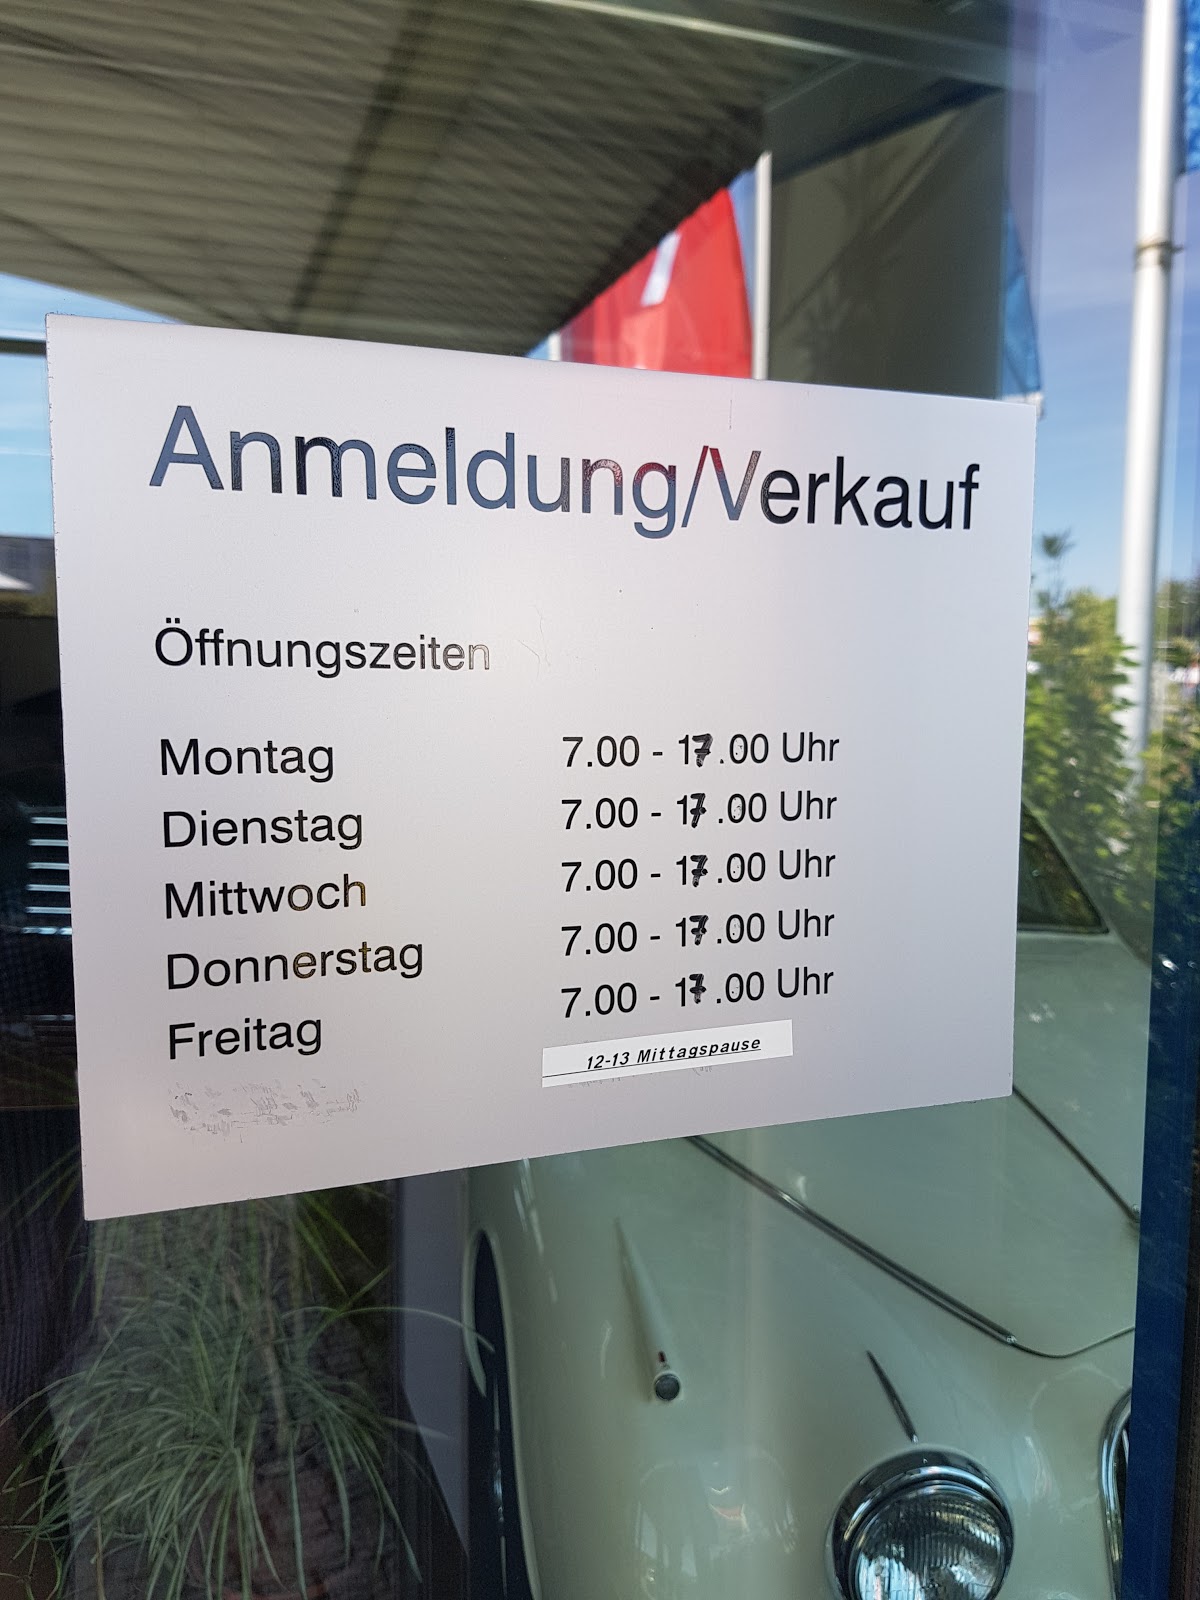 Anmeldung/Verkauf
Öffnungszeiten
Montag 7.00 - 17.00 Uhr
Dienstag 7.00 - 17.00 Uhr
Mittwoch 7.00 - 17.00 Uhr
Donnerstag 7.00 - 17.00 Uhr
Freitag 7.00 - 17.00 Uhr
12-13 Mittagspause